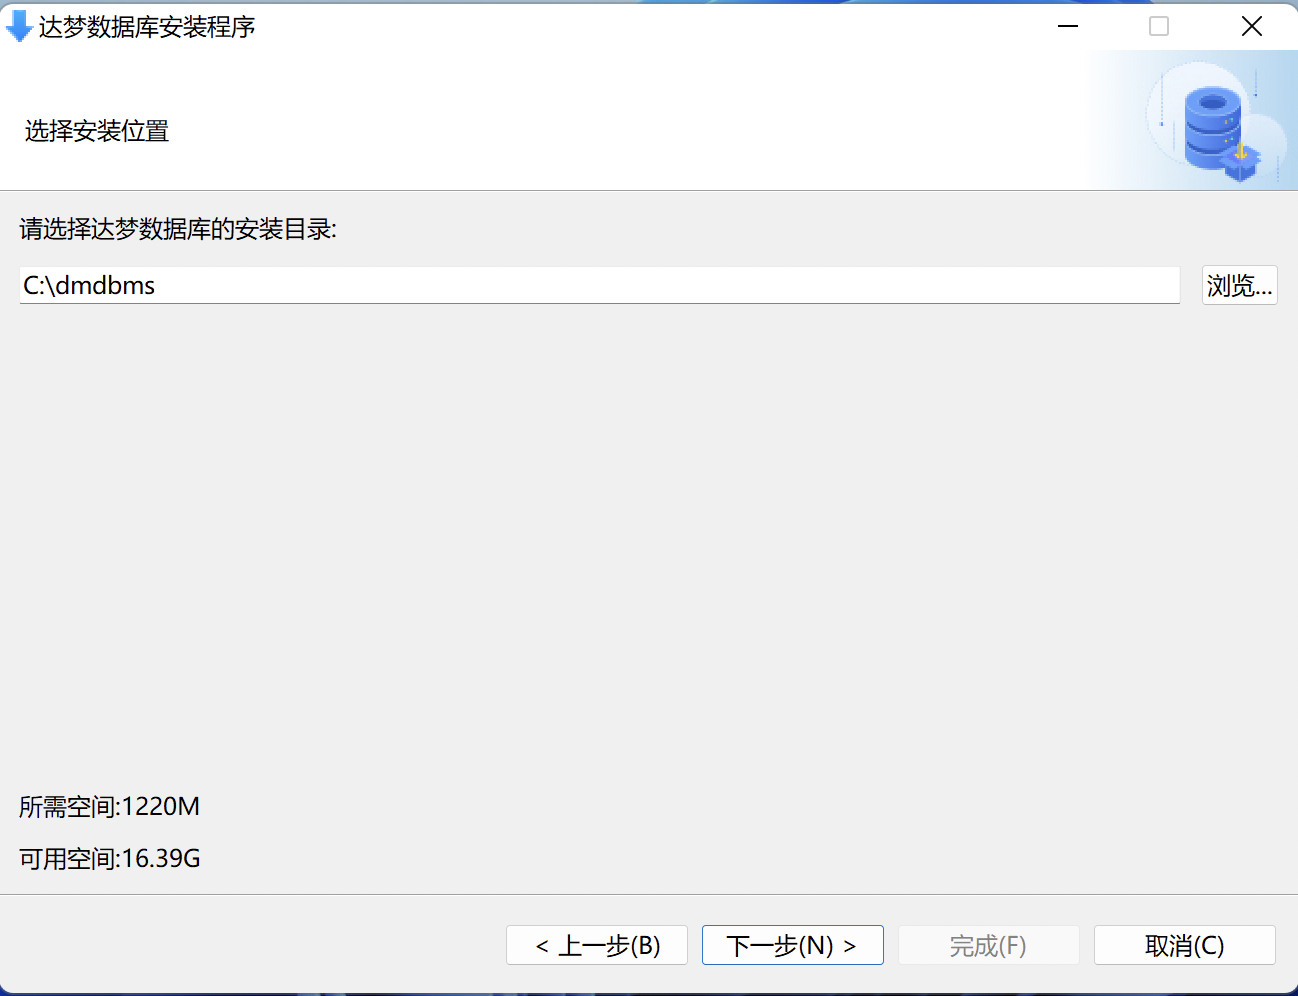 达梦数据库安装程序
选择安装位置
请选择达梦数据库的安装目录:
C:\dmdbms
浏览...
所需空间:1220M
可用空间:16.39G
< 上一步(B)
下一步(N) >
完成(F)
取消(C)